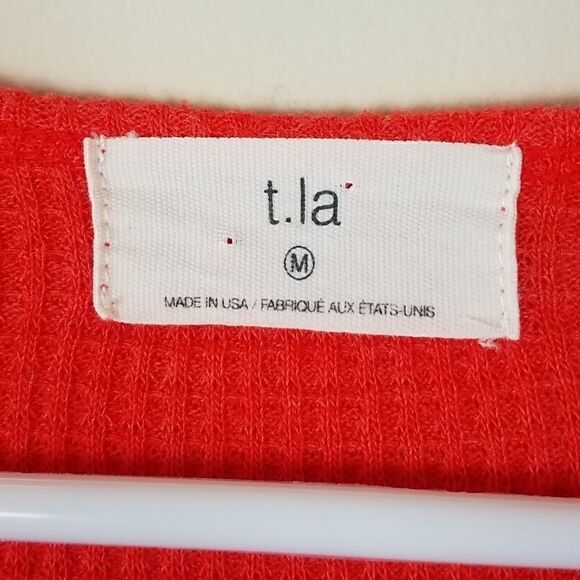 t.la
M
MADE IN USA / FABRIQUÉ AUX ÉTATS-UNIS